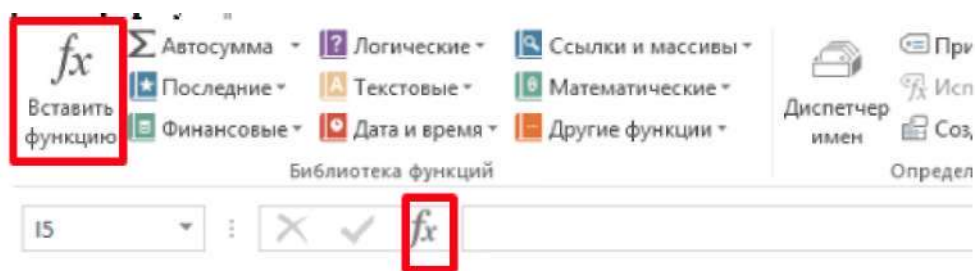 fx Σ Автосумма ? Логические Ссылки и массивы
Последние А Текстовые θ Математические
Вставить функцию Финансовые Дата и время Другие функции
Диспетчер имен
Библиотека функций
I5 fx